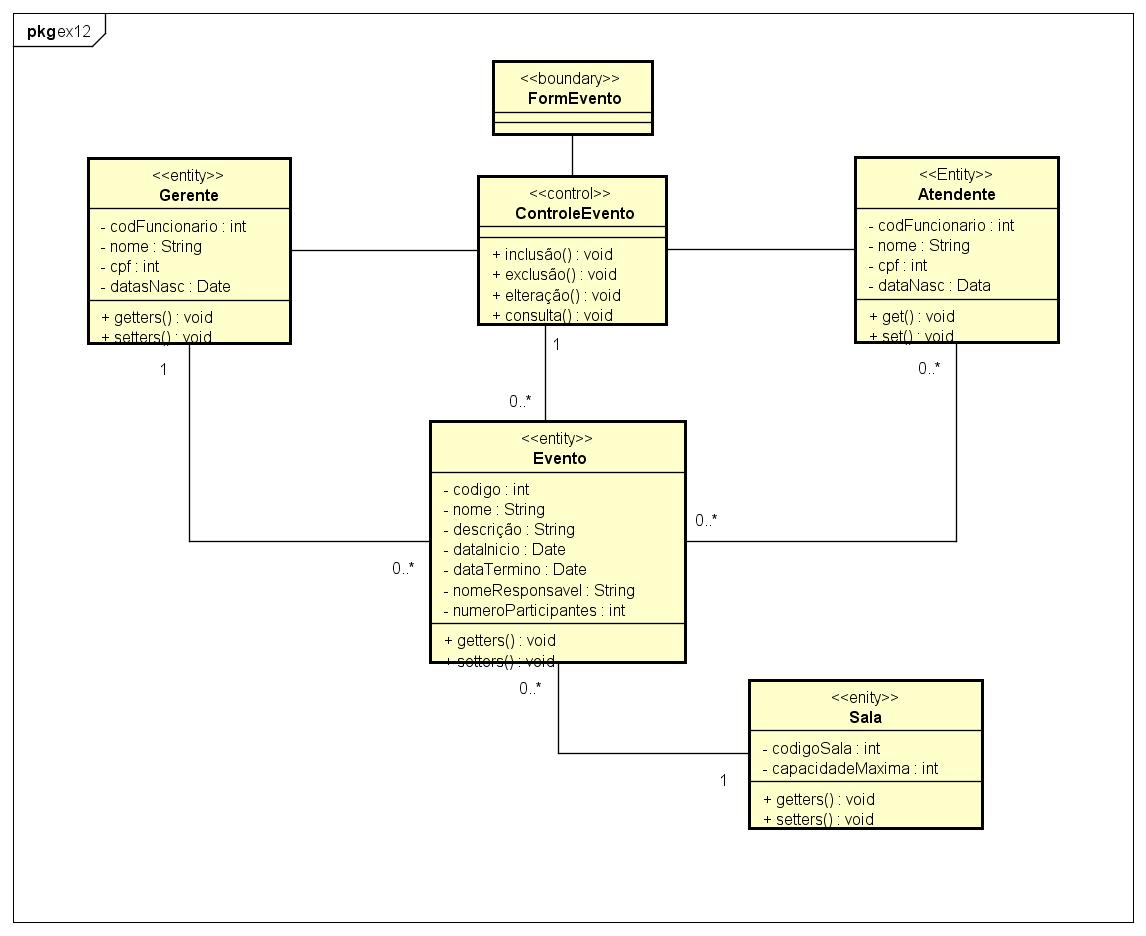 pkg ex12
<<boundary>>
FormEvento
<<entity>>
Gerente
- codFuncionario : int
- nome : String
- cpf : int
- datasNasc : Date
+ getters() : void
+ setters() : void
<<control>>
ControleEvento
+ inclusão() : void
+ exclusão() : void
+ elteração() : void
+ consulta() : void
<<Entity>>
Atendente
- codFuncionario : int
- nome : String
- cpf : int
- dataNasc : Data
+ get() : void
+ set() : void
1
1
0..*
0..*
<<entity>>
Evento
- codigo : int
- nome : String
- descrição : String
- dataInicio : Date
- dataTermino : Date
- nomeResponsavel : String
- numeroParticipantes : int
+ getters() : void
+ setters() : void
0..*
0..*
0..*
1
<<enity>>
Sala
- codigoSala : int
- capacidadeMaxima : int
+ getters() : void
+ setters() : void